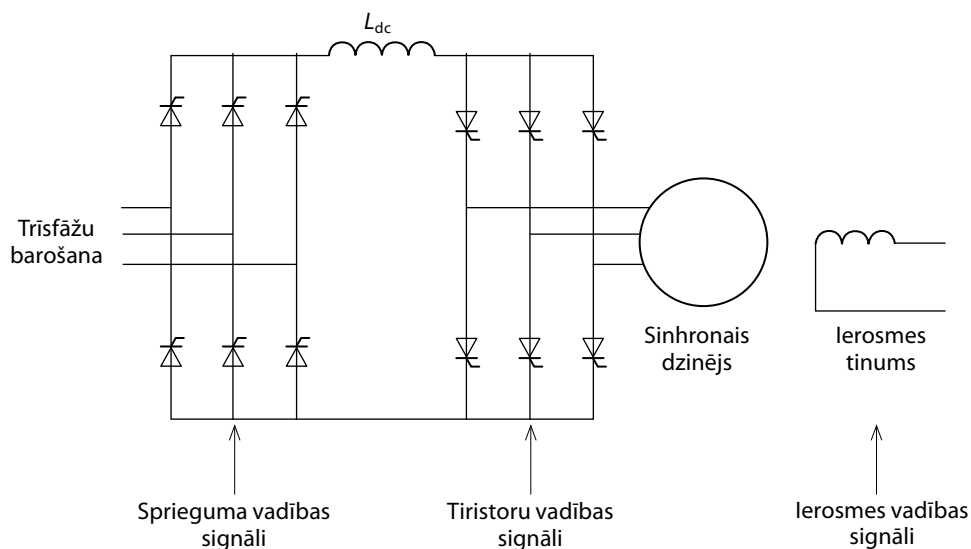 Ldc
Trīsfāžu
barošana
Sinhronais
dzinējs
Ierosmes
tinums
Sprieguma vadības
signāli
Tiristoru vadības
signāli
Ierosmes vadības
signāli